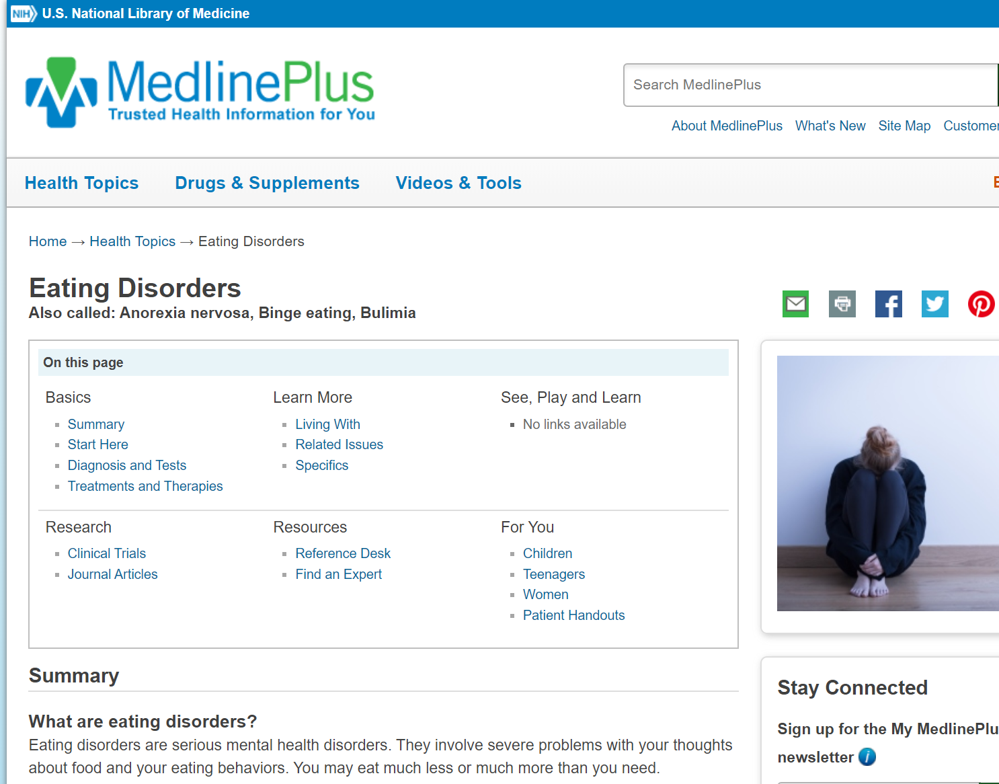 NIH U.S. National Library of Medicine
MedlinePlus
Trusted Health Information for You
Search MedlinePlus
About MedlinePlus What's New Site Map Customer
Health Topics Drugs & Supplements Videos & Tools
Home → Health Topics → Eating Disorders
Eating Disorders
Also called: Anorexia nervosa, Binge eating, Bulimia
On this page
Basics
Summary
Start Here
Diagnosis and Tests
Treatments and Therapies
Learn More
Living With
Related Issues
Specifics
See, Play and Learn
No links available
Research
Clinical Trials
Journal Articles
Resources
Reference Desk
Find an Expert
For You
Children
Teenagers
Women
Patient Handouts
Summary
What are eating disorders?
Eating disorders are serious mental health disorders. They involve severe problems with your thoughts
about food and your eating behaviors. You may eat much less or much more than you need.
Stay Connected
Sign up for the My MedlinePlu
newsletter i